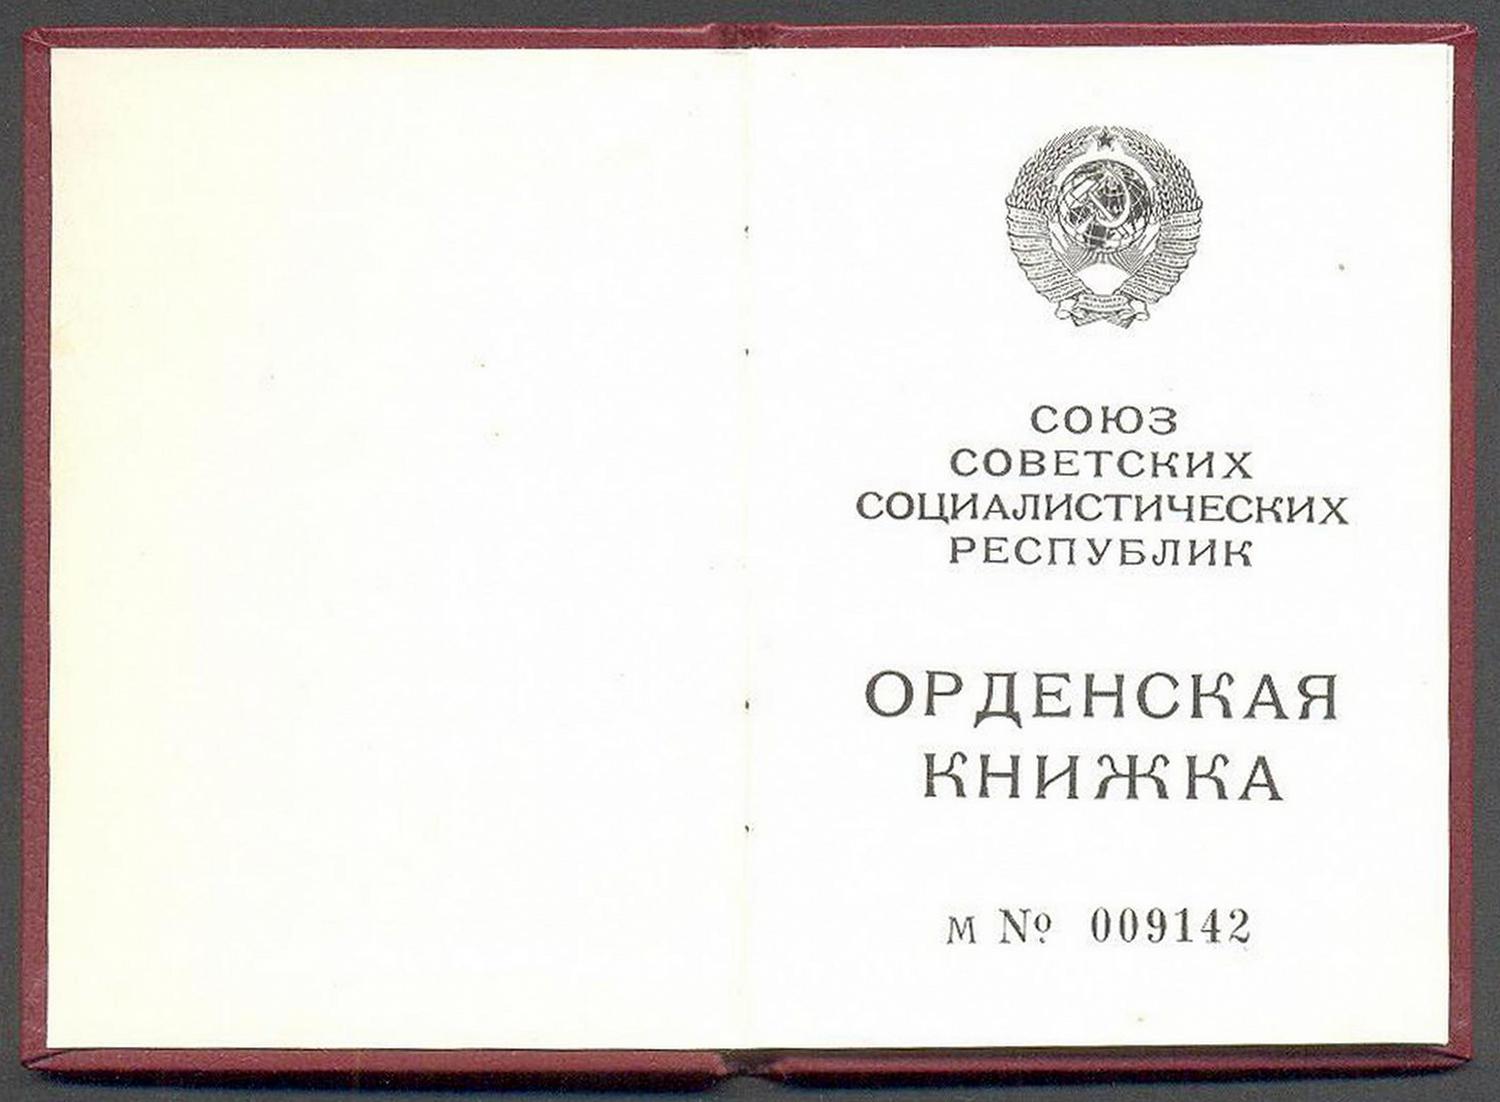 СОЮЗ
СОВЕТСКИХ
СОЦИАЛИСТИЧЕСКИХ
РЕСПУБЛИК
ОРДЕНСКАЯ
КНИЖКА
М № 009142